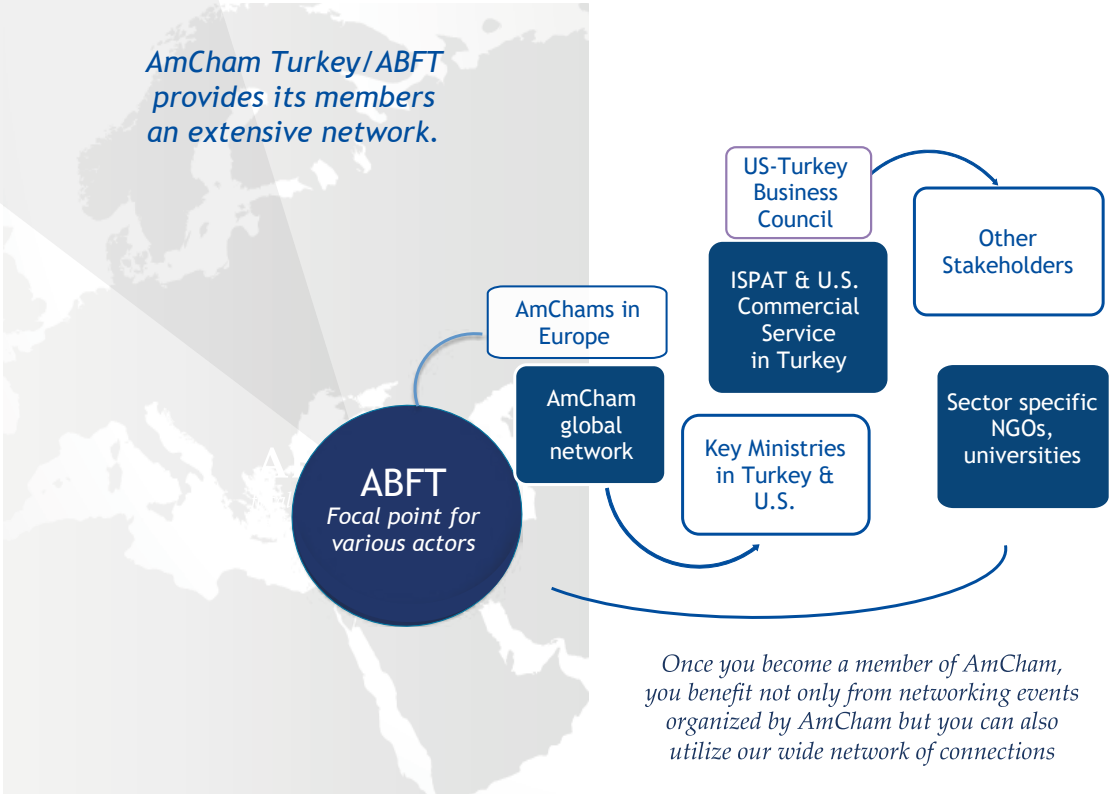 AmCham Turkey/ABFT
provides its members
an extensive network.
US-Turkey
Business
Council
Other
Stakeholders
ISPAT & U.S.
Commercial
Service
in Turkey
AmChams in
Europe
AmCham
global
network
Sector specific
NGOs,
universities
Key Ministries
in Turkey &
U.S.
A
ABFT
Focal point for
various actors
Once you become a member of AmCham,
you benefit not only from networking events
organized by AmCham but you can also
utilize our wide network of connections